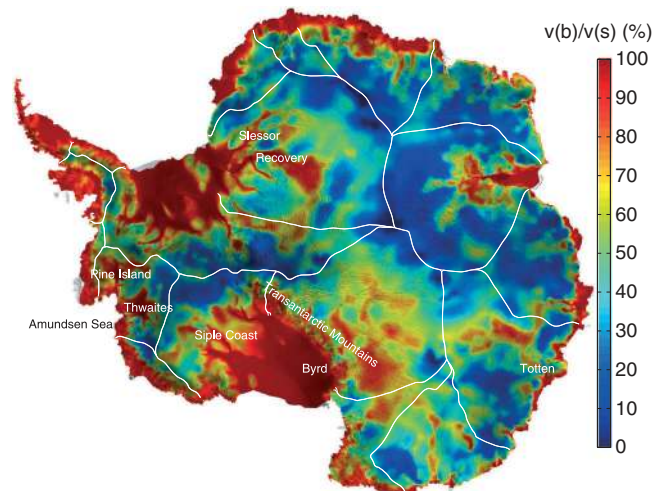 v(b)/v(s) (%)
100
90
80
70
60
50
40
30
20
10
0
Slessor
Recovery
Pine Island
Thwaites
Amundsen Sea
Siple Coast
Transantarctic Mountains
Byrd
Totten